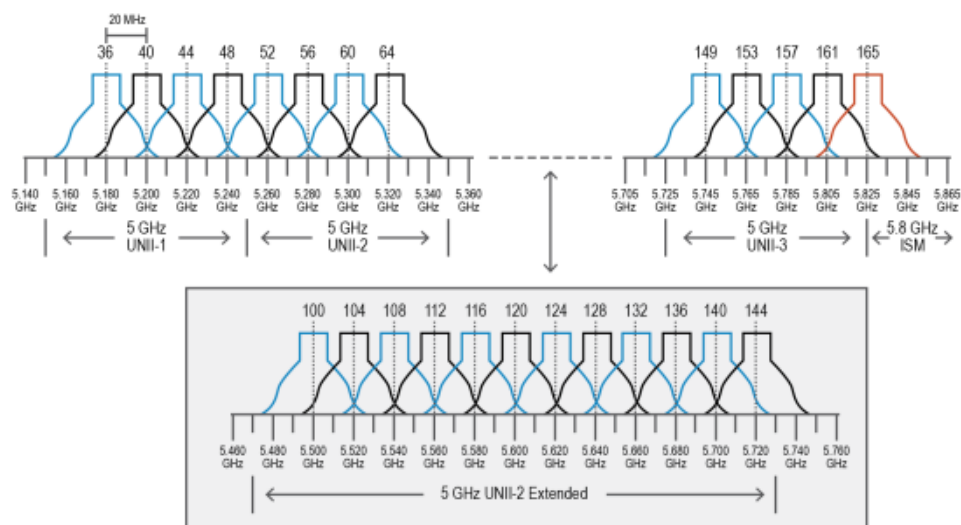 20 MHz
36 40 44 48 52 56 60 64 149 153 157 161 165
5.140 5.160 5.180 5.200 5.220 5.240 5.260 5.280 5.300 5.320 5.340 5.360 5.705 5.725 5.745 5.765 5.785 5.805 5.825 5.845 5.865
GHz GHz GHz GHz GHz GHz GHz GHz GHz GHz GHz GHz GHz GHz GHz GHz GHz GHz GHz GHz GHz
5 GHz 5 GHz 5 GHz 5.8 GHz
UNII-1 UNII-2 UNII-3 ISM
100 104 108 112 116 120 124 128 132 136 140 144
5.460 5.480 5.500 5.520 5.540 5.560 5.580 5.600 5.620 5.640 5.660 5.680 5.700 5.720 5.740 5.760
GHz GHz GHz GHz GHz GHz GHz GHz GHz GHz GHz GHz GHz GHz GHz GHz
5 GHz UNII-2 Extended